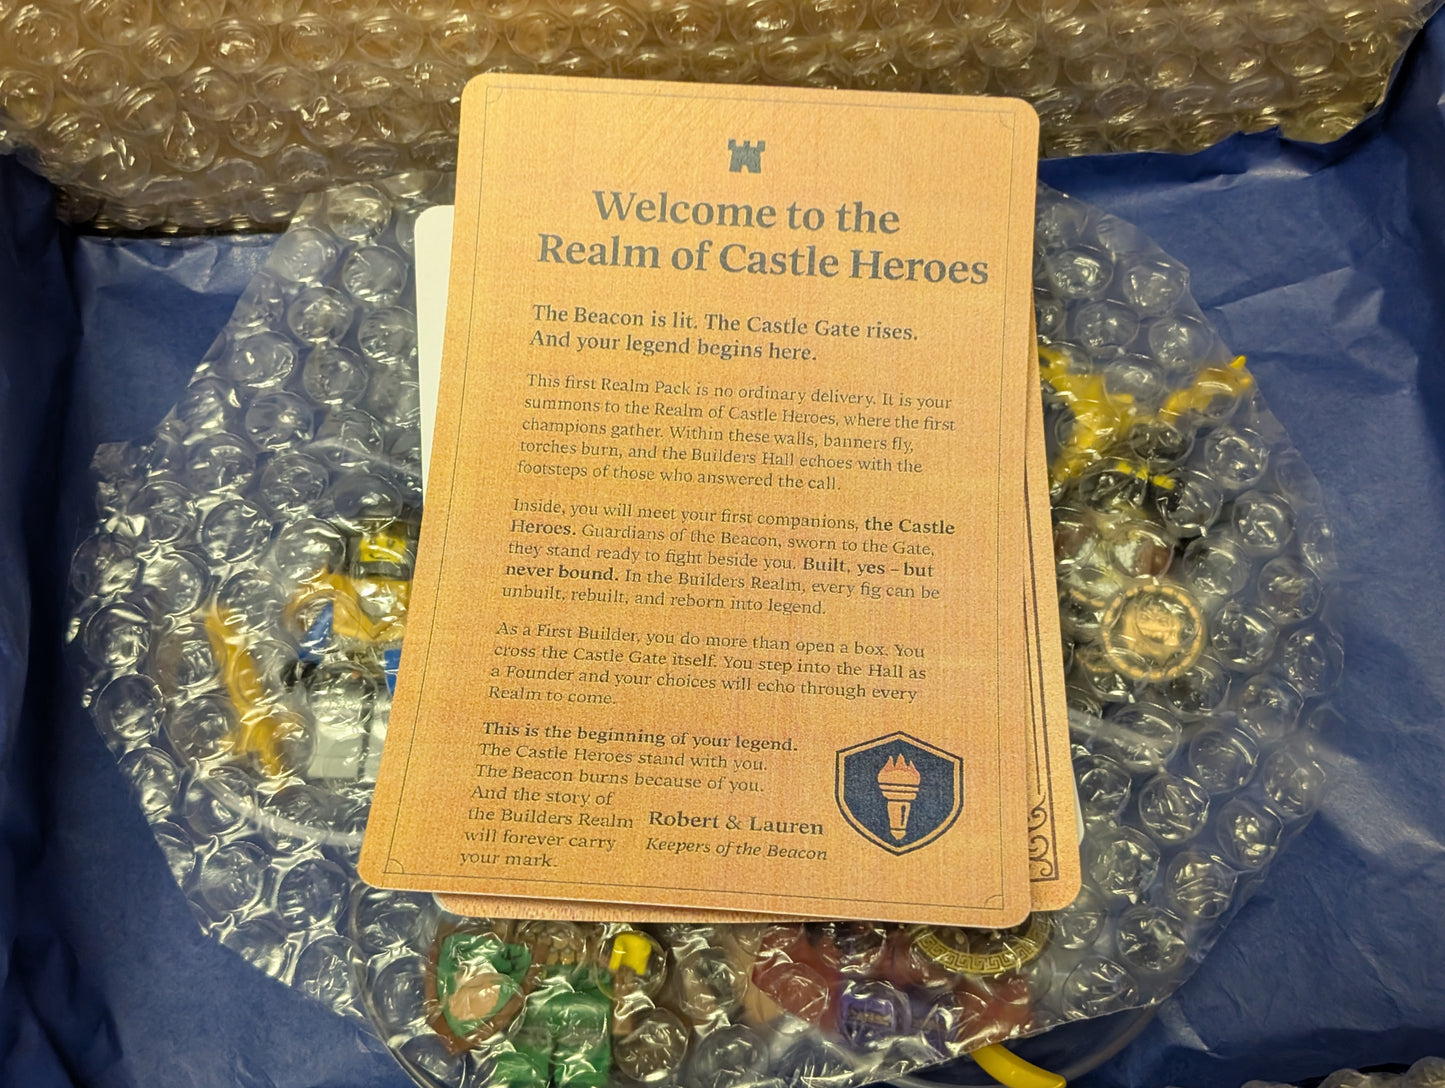 Welcome to the
Realm of Castle Heroes
The Beacon is lit. The Castle Gate rises.
And your legend begins here.
This first Realm Pack is no ordinary delivery. It is your
summons to the Realm of Castle Heroes, where the first
champions gather. Within these walls, banners fly,
torches burn, and the Builders Hall echoes with the
footsteps of those who answered the call.
Inside, you will meet your first companions, the Castle
Heroes. Guardians of the Beacon, sworn to the Gate,
they stand ready to fight beside you. Built, yes – but
never bound. In the Builders Realm, every fig can be
unbuilt, rebuilt, and reborn into legend.
As a First Builder, you do more than open a box. You
cross the Castle Gate itself. You step into the Hall as
a Founder and your choices will echo through every
Realm to come.
This is the beginning of your legend.
The Castle Heroes stand with you.
The Beacon burns because of you.
And the story of
the Builders Realm
will forever carry
your mark.
Robert & Lauren
Keepers of the Beacon